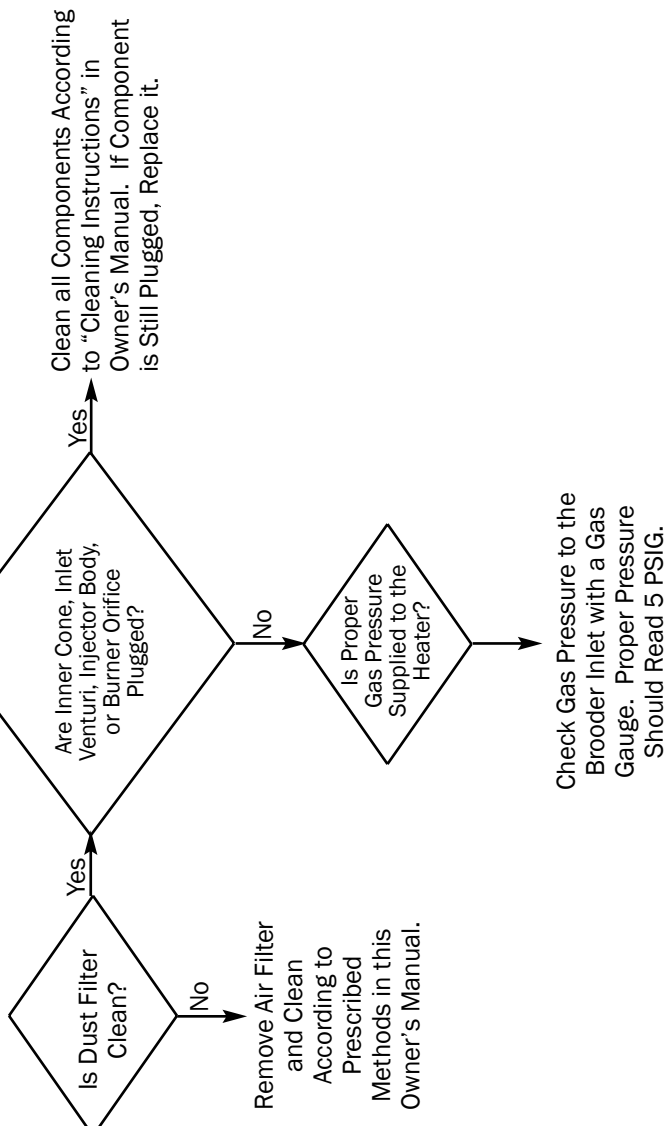 Is Dust Filter
Clean?
Yes
No
Remove Air Filter
and Clean
According to
Prescribed
Methods in this
Owner's Manual.
Are Inner Cone, Inlet
Venturi, Injector Body,
or Burner Orifice
Plugged?
Yes
Clean all Components According
to “Cleaning Instructions” in
Owner's Manual.  If Component
is Still Plugged, Replace it.
No
Is Proper
Gas Pressure
Supplied to the
Heater?
Check Gas Pressure to the
Brooder Inlet with a Gas
Gauge.  Proper Pressure
Should Read 5 PSIG.